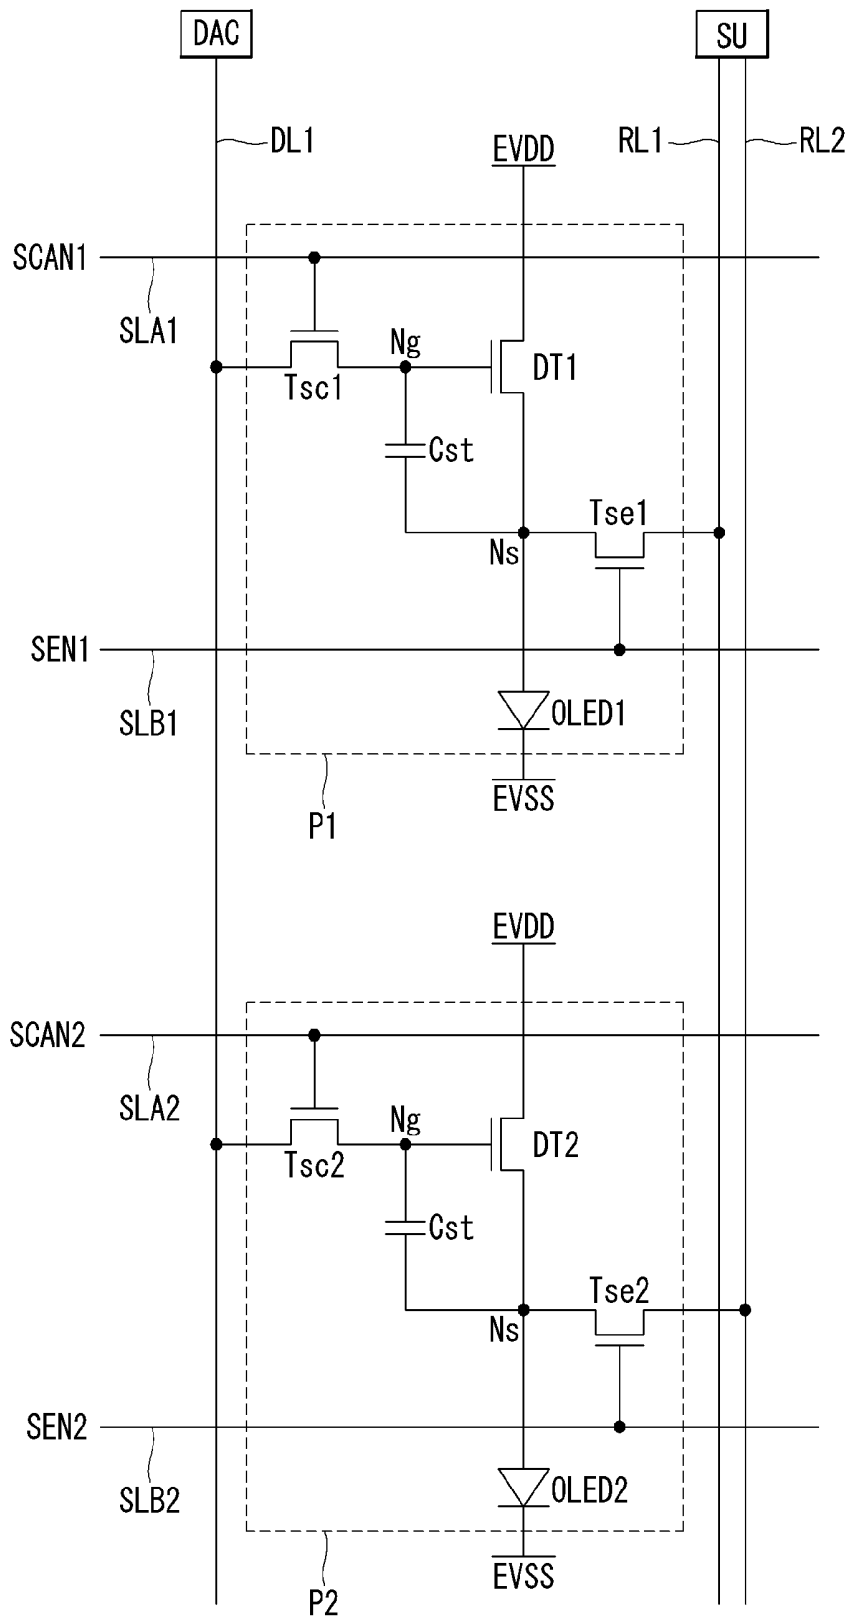 DAC
SU
DL1
RL1
RL2
EVDD
SCAN1
SLA1
Ng
DT1
Tsc1
Cst
Tse1
Ns
SEN1
SLB1
OLED1
EVSS
P1
EVDD
SCAN2
SLA2
Ng
DT2
Tsc2
Cst
Tse2
Ns
SEN2
SLB2
OLED2
EVSS
P2